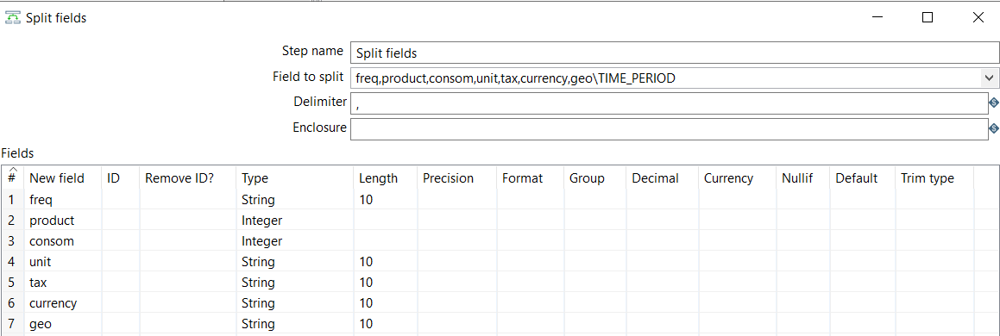 Split fields
Step name Split fields
Field to split freq,product,consom,unit,tax,currency,geo\TIME_PERIOD
Delimiter ,
Enclosure
Fields
# New field ID Remove ID? Type Length Precision Format Group Decimal Currency Nullif Default Trim type
1 freq String 10
2 product Integer
3 consom Integer
4 unit String 10
5 tax String 10
6 currency String 10
7 geo String 10